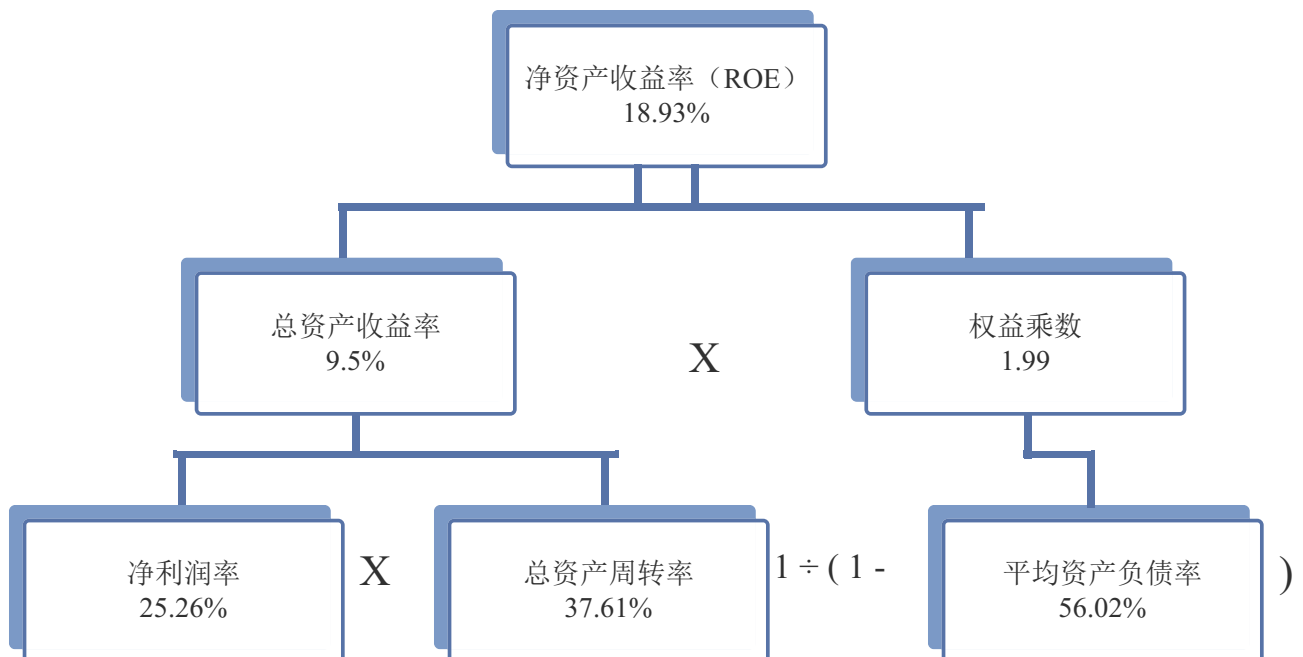 净资产收益率（ROE）
18.93%
总资产收益率
9.5%
X
权益乘数
1.99
净利润率
25.26%
X
总资产周转率
37.61%
1 ÷ ( 1 -
平均资产负债率
56.02%
)